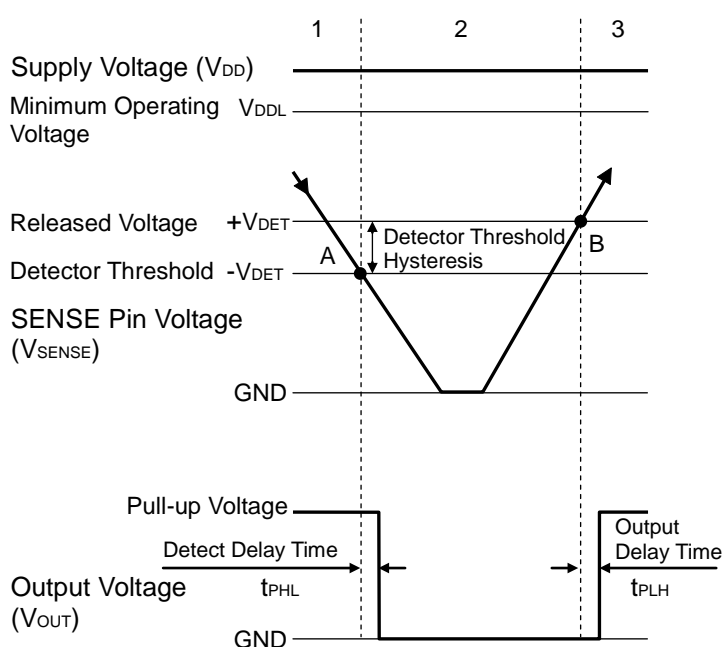 1 2 3
Supply Voltage (VDD)
Minimum Operating Voltage VDDL
Released Voltage +VDET
Detector Threshold Hysteresis
A
B
Detector Threshold -VDET
SENSE Pin Voltage
(VSENSE)
GND
Pull-up Voltage
Detect Delay Time
tPHL
Output
Delay Time
tPLH
Output Voltage
(VOUT)
GND